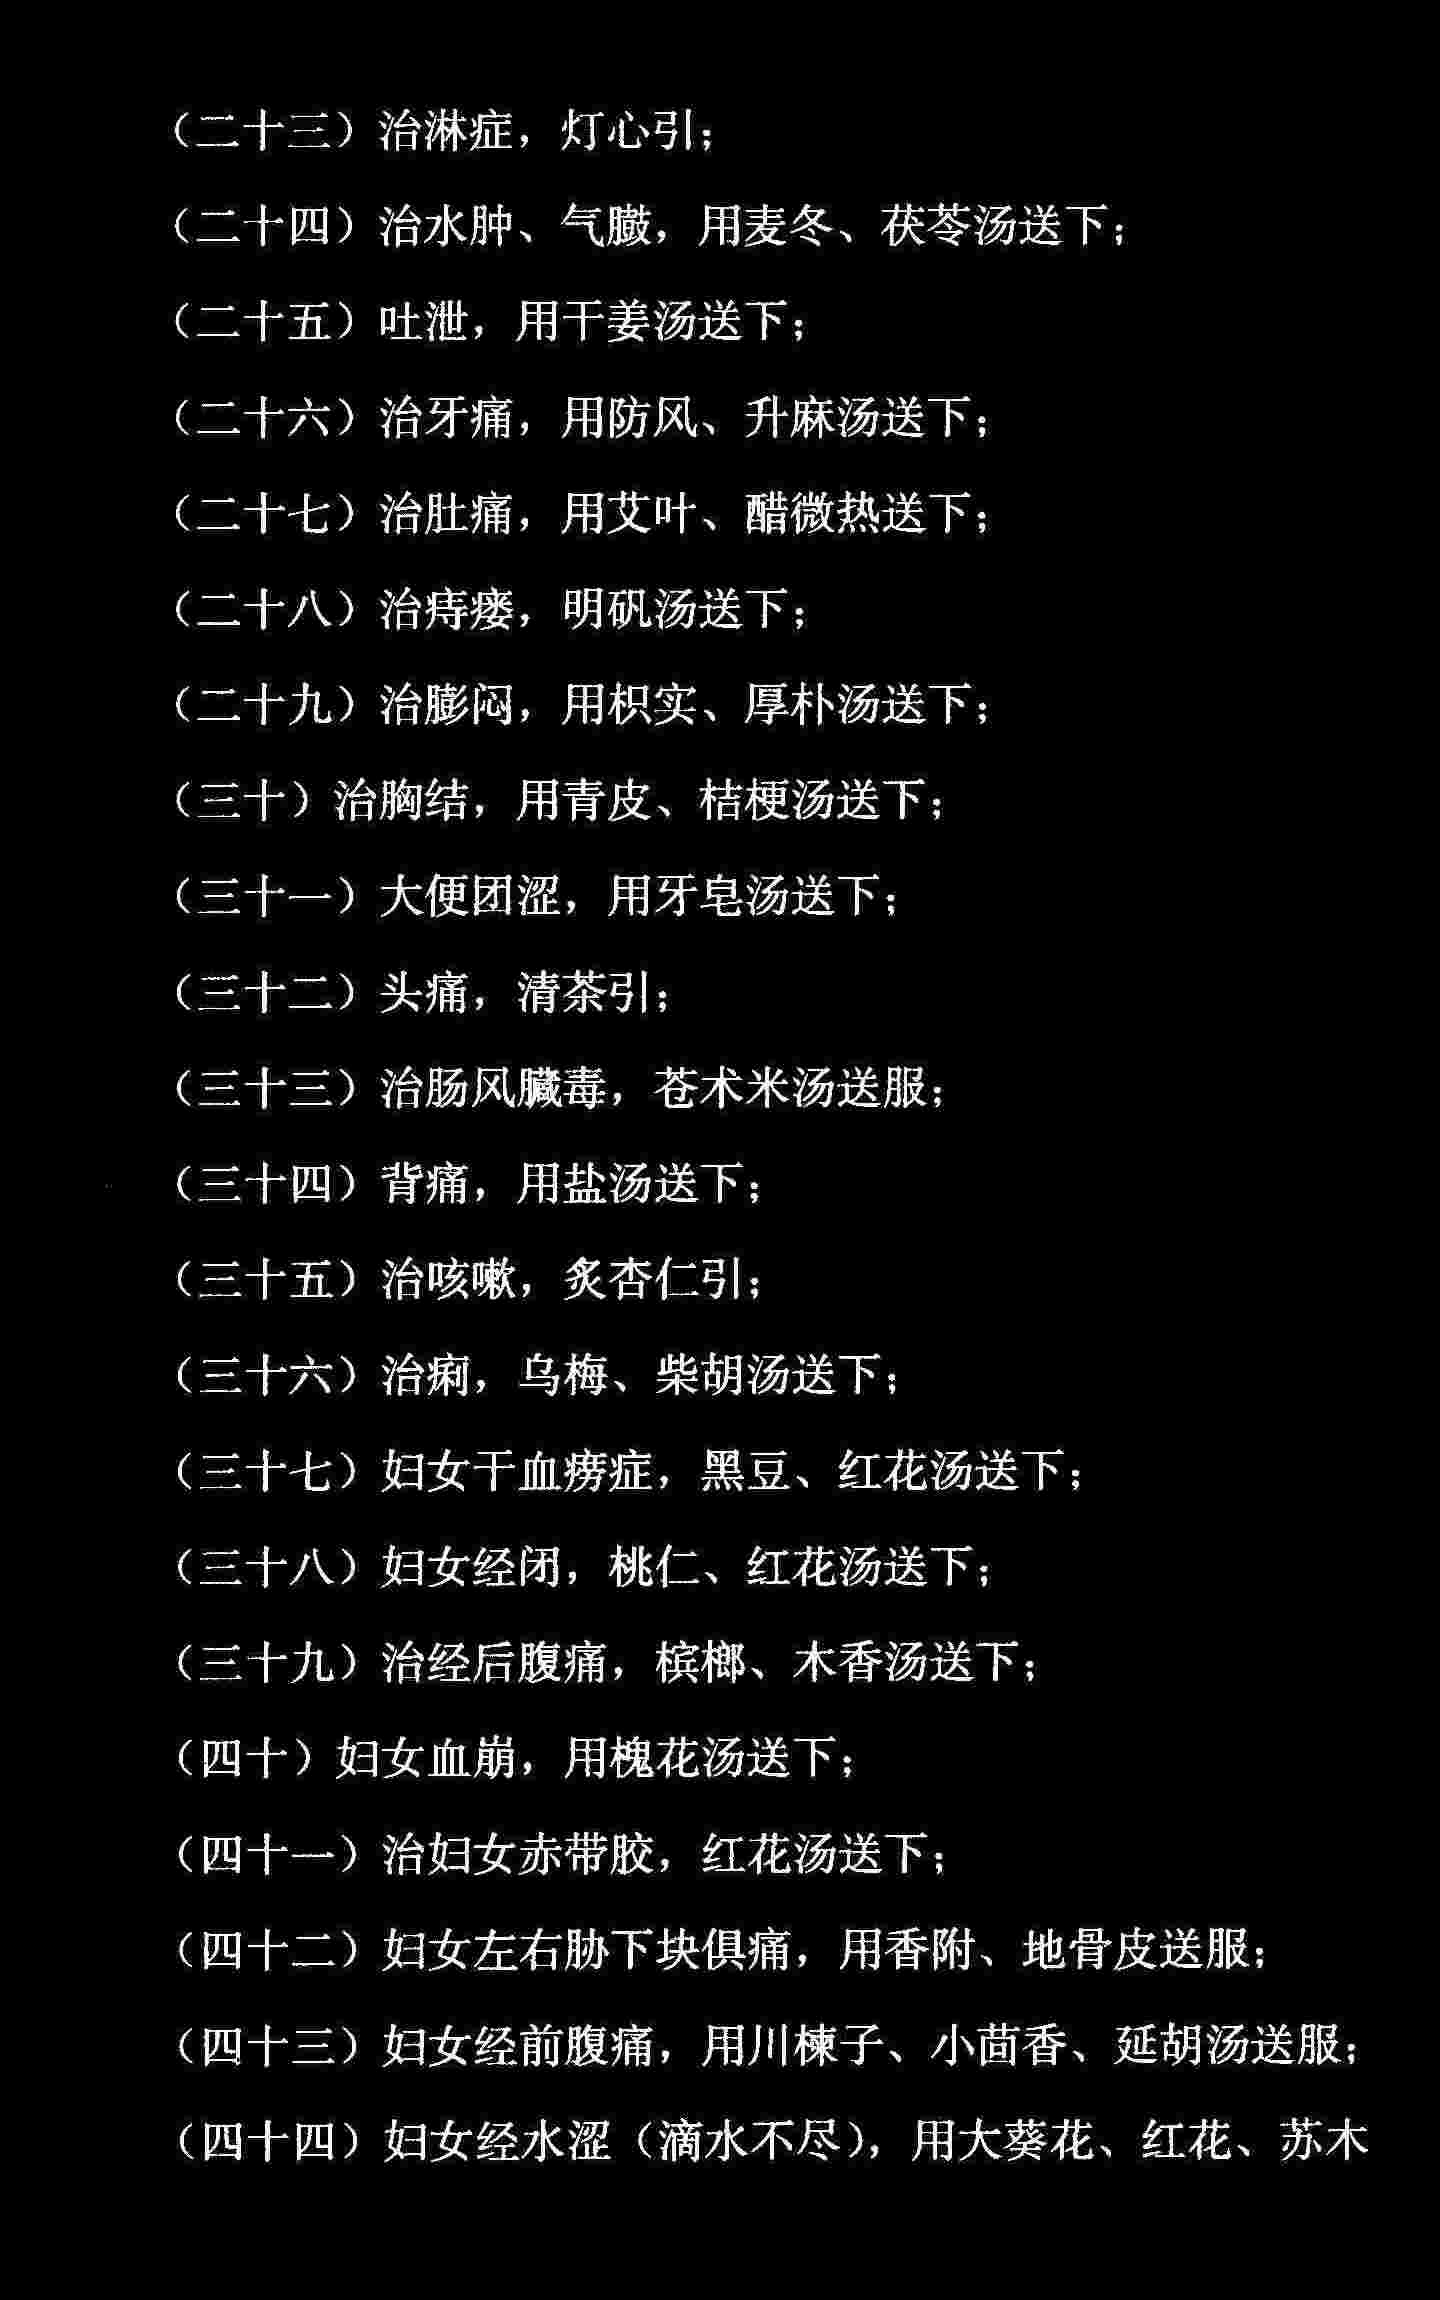 （二十三）治淋症，灯心引；
（二十四）治水肿、气臌，用麦冬、茯苓汤送下；
（二十五）吐泄，用干姜汤送下；
（二十六）治牙痛，用防风、升麻汤送下；
（二十七）治肚痛，用艾叶、醋微热送下；
（二十八）治痔瘘，明矾汤送下；
（二十九）治膨闷，用枳实、厚朴汤送下；
（三十）治胸结，用青皮、桔梗汤送下；
（三十一）大便团涩，用牙皂汤送下；
（三十二）头痛，清茶引；
（三十三）治肠风臓毒，苍术米汤送服；
（三十四）背痛，用盐汤送下；
（三十五）治咳嗽，炙杏仁引；
（三十六）治痢，乌梅、柴胡汤送下；
（三十七）妇女干血痨症，黑豆、红花汤送下；
（三十八）妇女经闭，桃仁、红花汤送下；
（三十九）治经后腹痛，槟榔、木香汤送下；
（四十）妇女血崩，用槐花汤送下；
（四十一）治妇女赤带胶，红花汤送下；
（四十二）妇女左右胁下块俱痛，用香附、地骨皮送服；
（四十三）妇女经前腹痛，用川楝子、小茴香、延胡汤送服；
（四十四）妇女经水涩（滴水不尽），用大葵花、红花、苏木